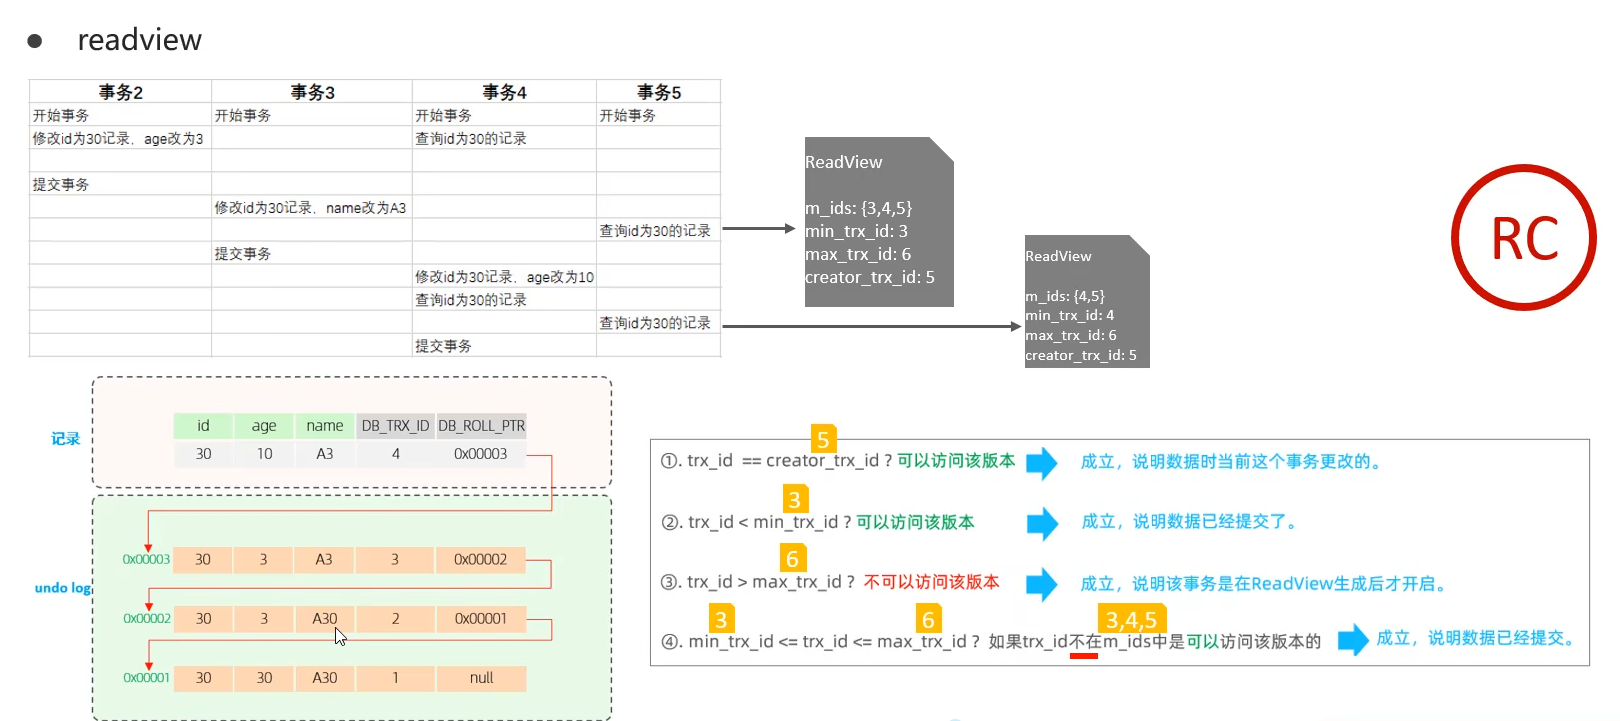 ● readview
事务2 事务3 事务4 事务5
开始事务 开始事务 开始事务 开始事务
修改id为30记录，age改为3 查询id为30的记录
提交事务
修改id为30记录，name改为A3
查询id为30的记录
提交事务
修改id为30记录，age改为10
查询id为30的记录
查询id为30的记录
提交事务
ReadView
m_ids: {3,4,5}
min_trx_id: 3
max_trx_id: 6
creator_trx_id: 5
ReadView
m_ids: {4,5}
min_trx_id: 4
max_trx_id: 6
creator_trx_id: 5
RC
记录
id age name DB_TRX_ID DB_ROLL_PTR
30 10 A3 4 0x00003
undo log
0x00003 30 3 A3 3 0x00002
0x00002 30 3 A30 2 0x00001
0x00001 30 30 A30 1 null
5
①. trx_id == creator_trx_id ? 可以访问该版本 成立，说明数据时当前这个事务更改的。
3
②. trx_id < min_trx_id ? 可以访问该版本 成立，说明数据已经提交了。
6
③. trx_id > max_trx_id ? 不可以访问该版本 成立，说明该事务是在ReadView生成后才开启。
3 6 3,4,5
④. min_trx_id <= trx_id <= max_trx_id ? 如果trx_id不在m_ids中是可以访问该版本的 成立，说明数据已经提交。